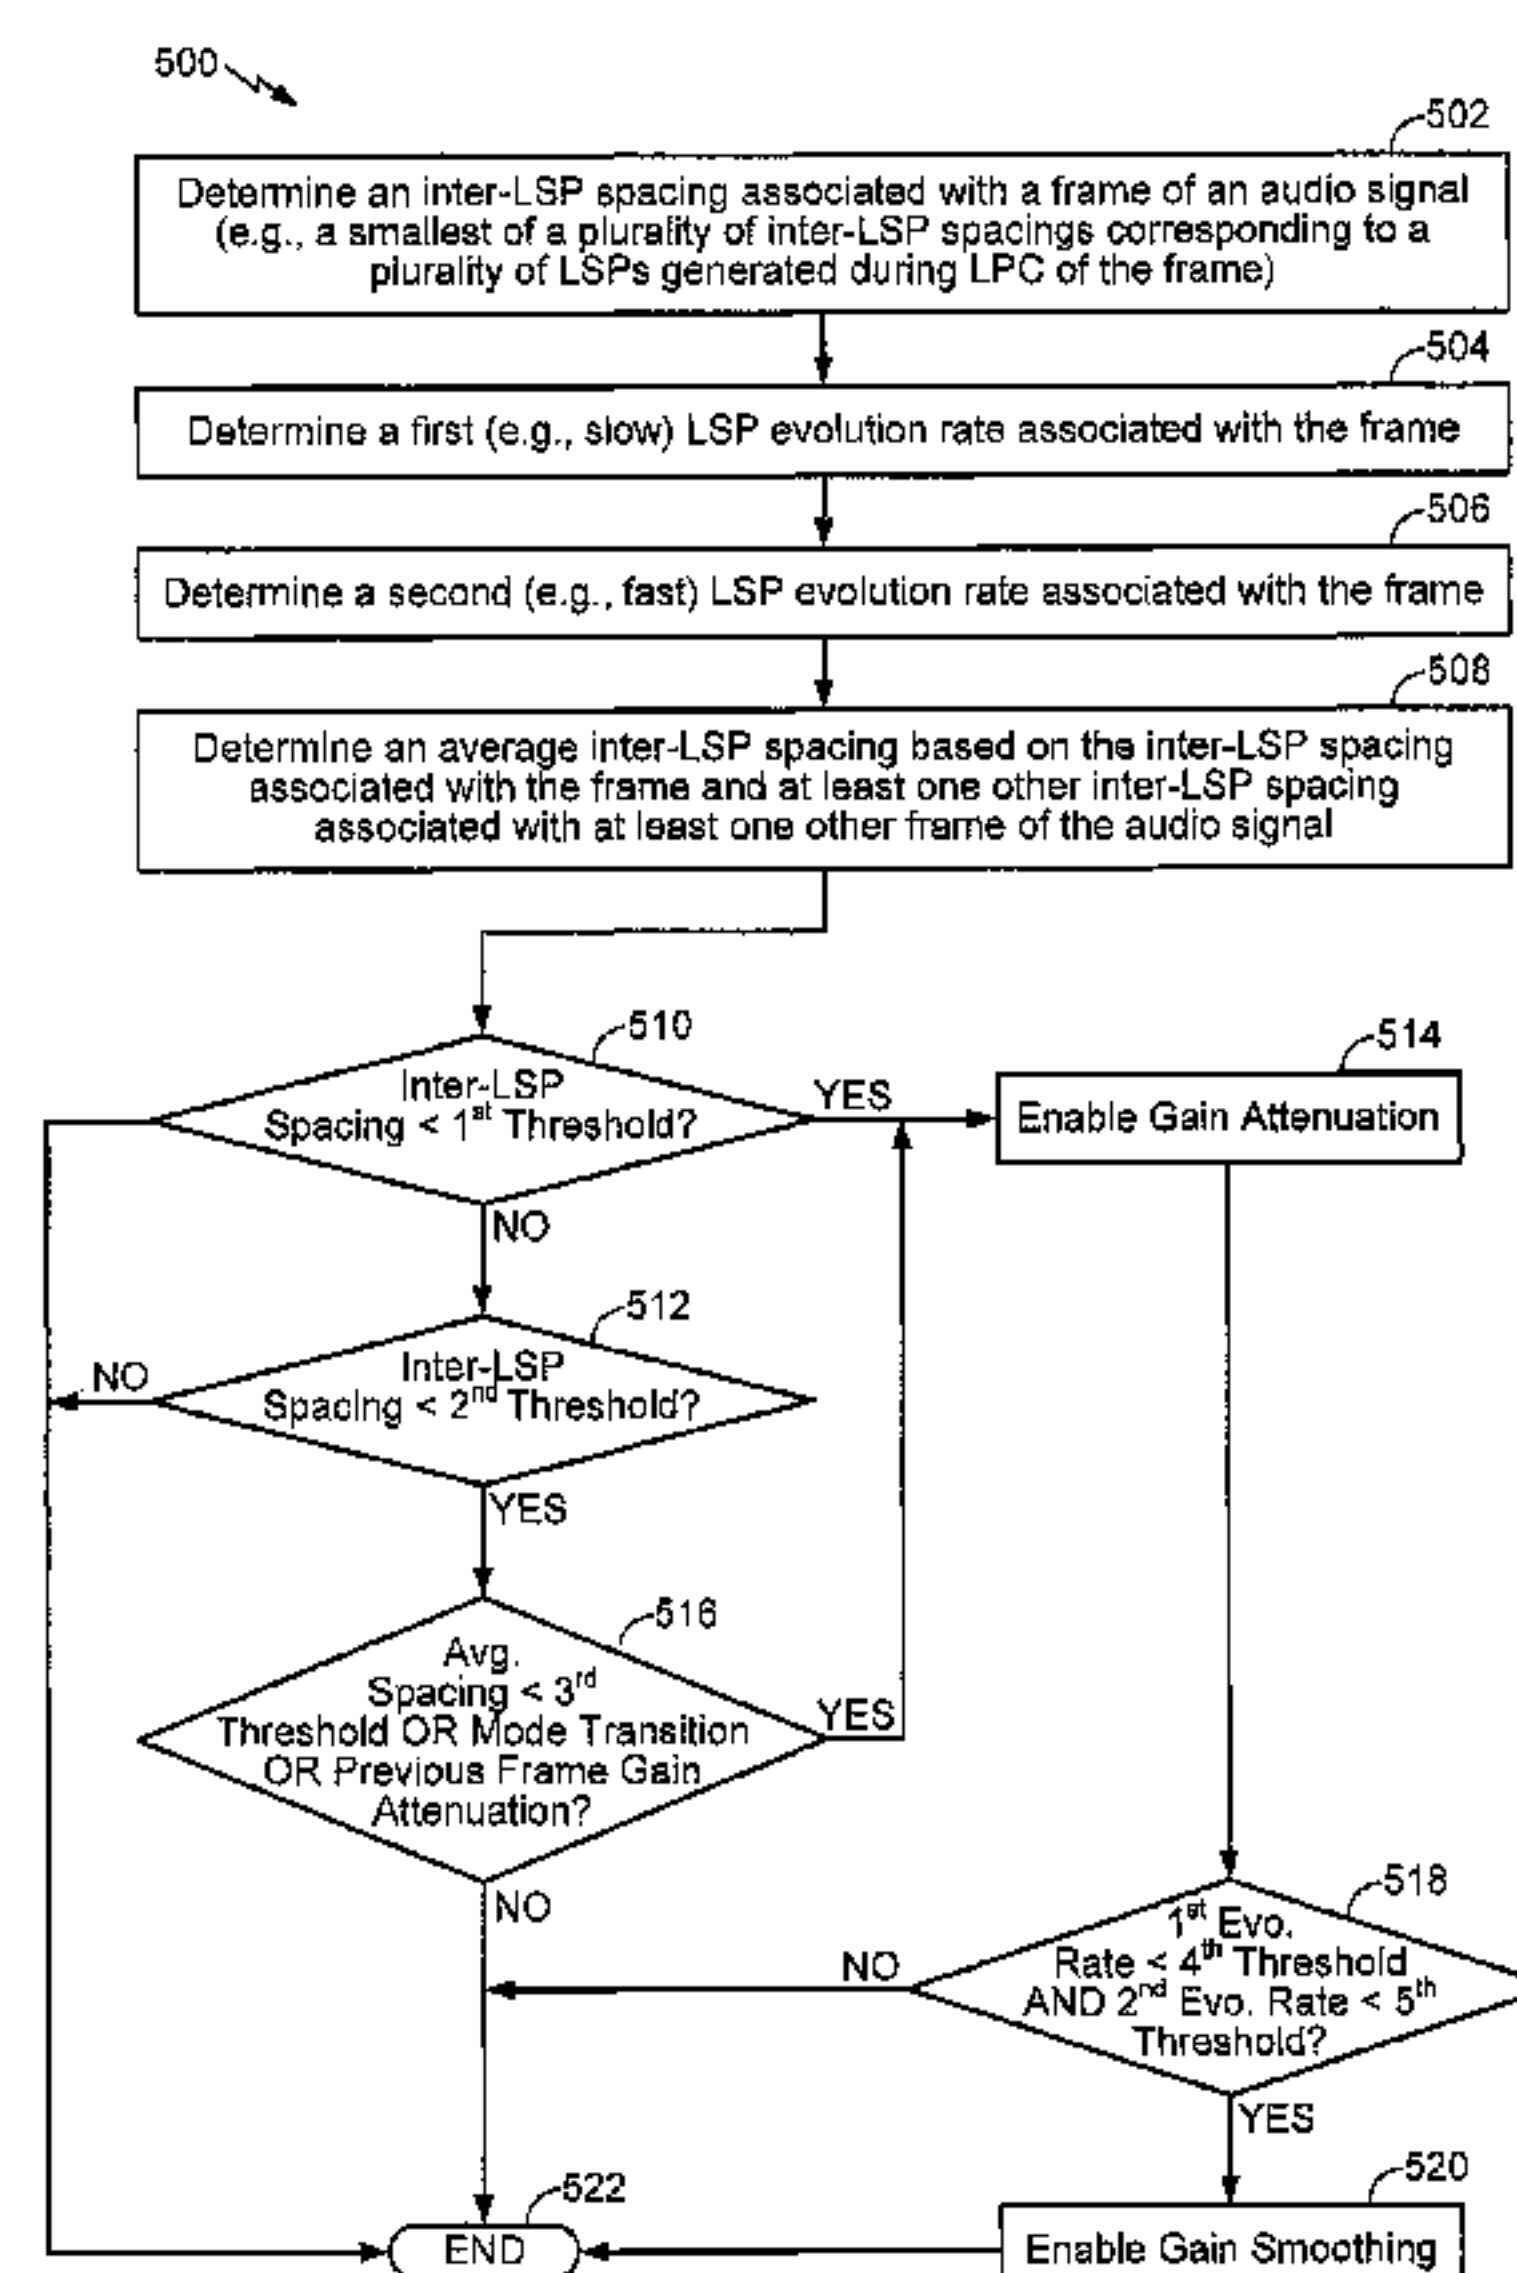 500
502
Determine an inter-LSP spacing associated with a frame of an audio signal
(e.g., a smallest of a plurality of inter-LSP spacings corresponding to a
plurality of LSPs generated during LPC of the frame)
504
Determine a first (e.g., slow) LSP evolution rate associated with the frame
506
Determine a second (e.g., fast) LSP evolution rate associated with the frame
508
Determine an average inter-LSP spacing based on the inter-LSP spacing
associated with the frame and at least one other inter-LSP spacing
associated with at least one other frame of the audio signal
510
Inter-LSP
Spacing < 1st Threshold?
YES
514
Enable Gain Attenuation
NO
512
Inter-LSP
Spacing < 2nd Threshold?
NO
YES
516
Avg.
Spacing < 3rd
Threshold OR Mode Transition
OR Previous Frame Gain
Attenuation?
YES
NO
518
1st Evo.
Rate < 4th Threshold
AND 2nd Evo. Rate < 5th
Threshold?
NO
YES
520
Enable Gain Smoothing
522
END